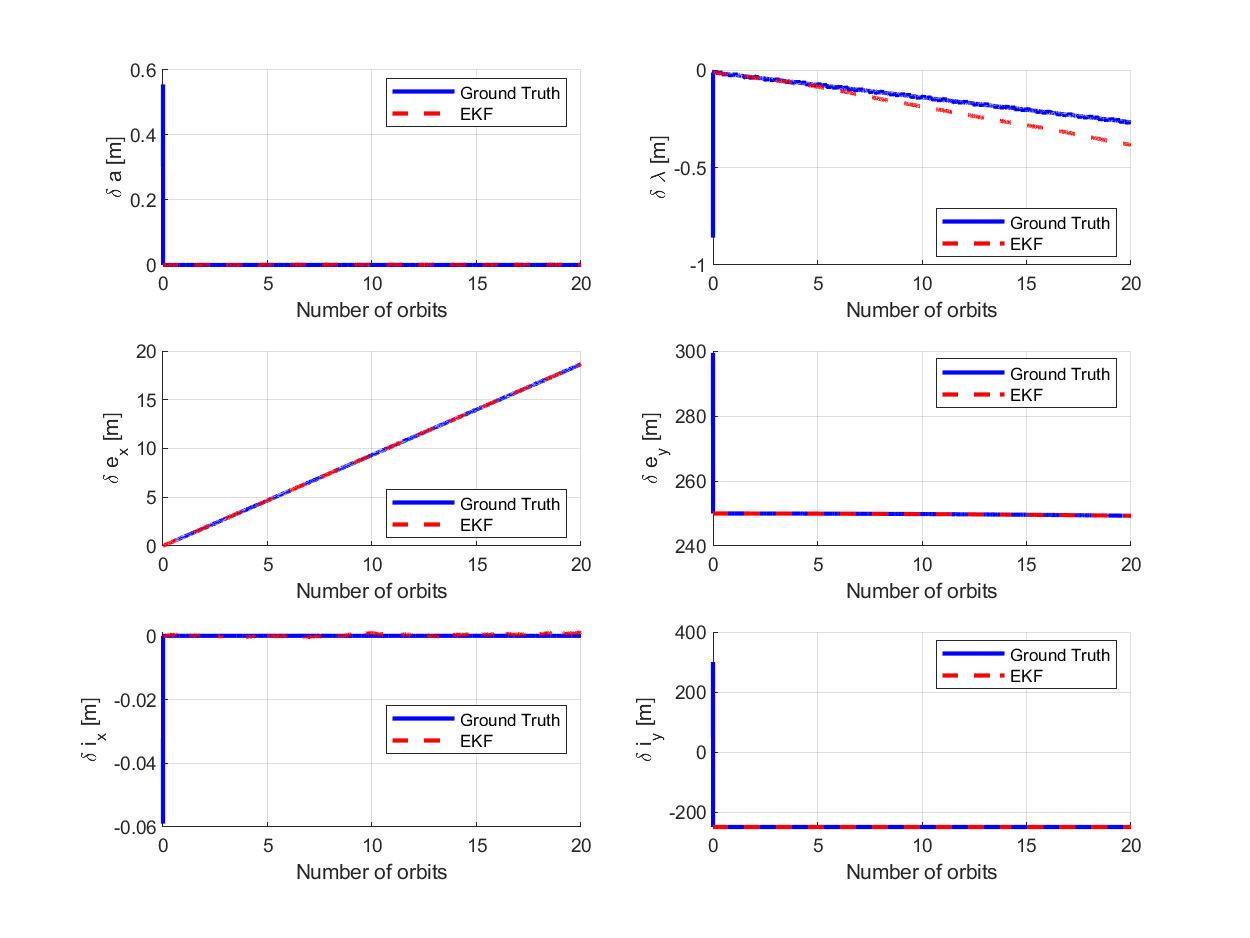 0.6
0.4
0.2
0
δ a [m]
Ground Truth
EKF
0 5 10 15 20
Number of orbits
0
-0.5
-1
δ λ [m]
Ground Truth
EKF
0 5 10 15 20
Number of orbits
20
15
10
5
0
δ e_x [m]
Ground Truth
EKF
0 5 10 15 20
Number of orbits
300
280
260
240
δ e_y [m]
Ground Truth
EKF
0 5 10 15 20
Number of orbits
0
-0.02
-0.04
-0.06
δ i_x [m]
Ground Truth
EKF
0 5 10 15 20
Number of orbits
400
200
0
-200
δ i_y [m]
Ground Truth
EKF
0 5 10 15 20
Number of orbits